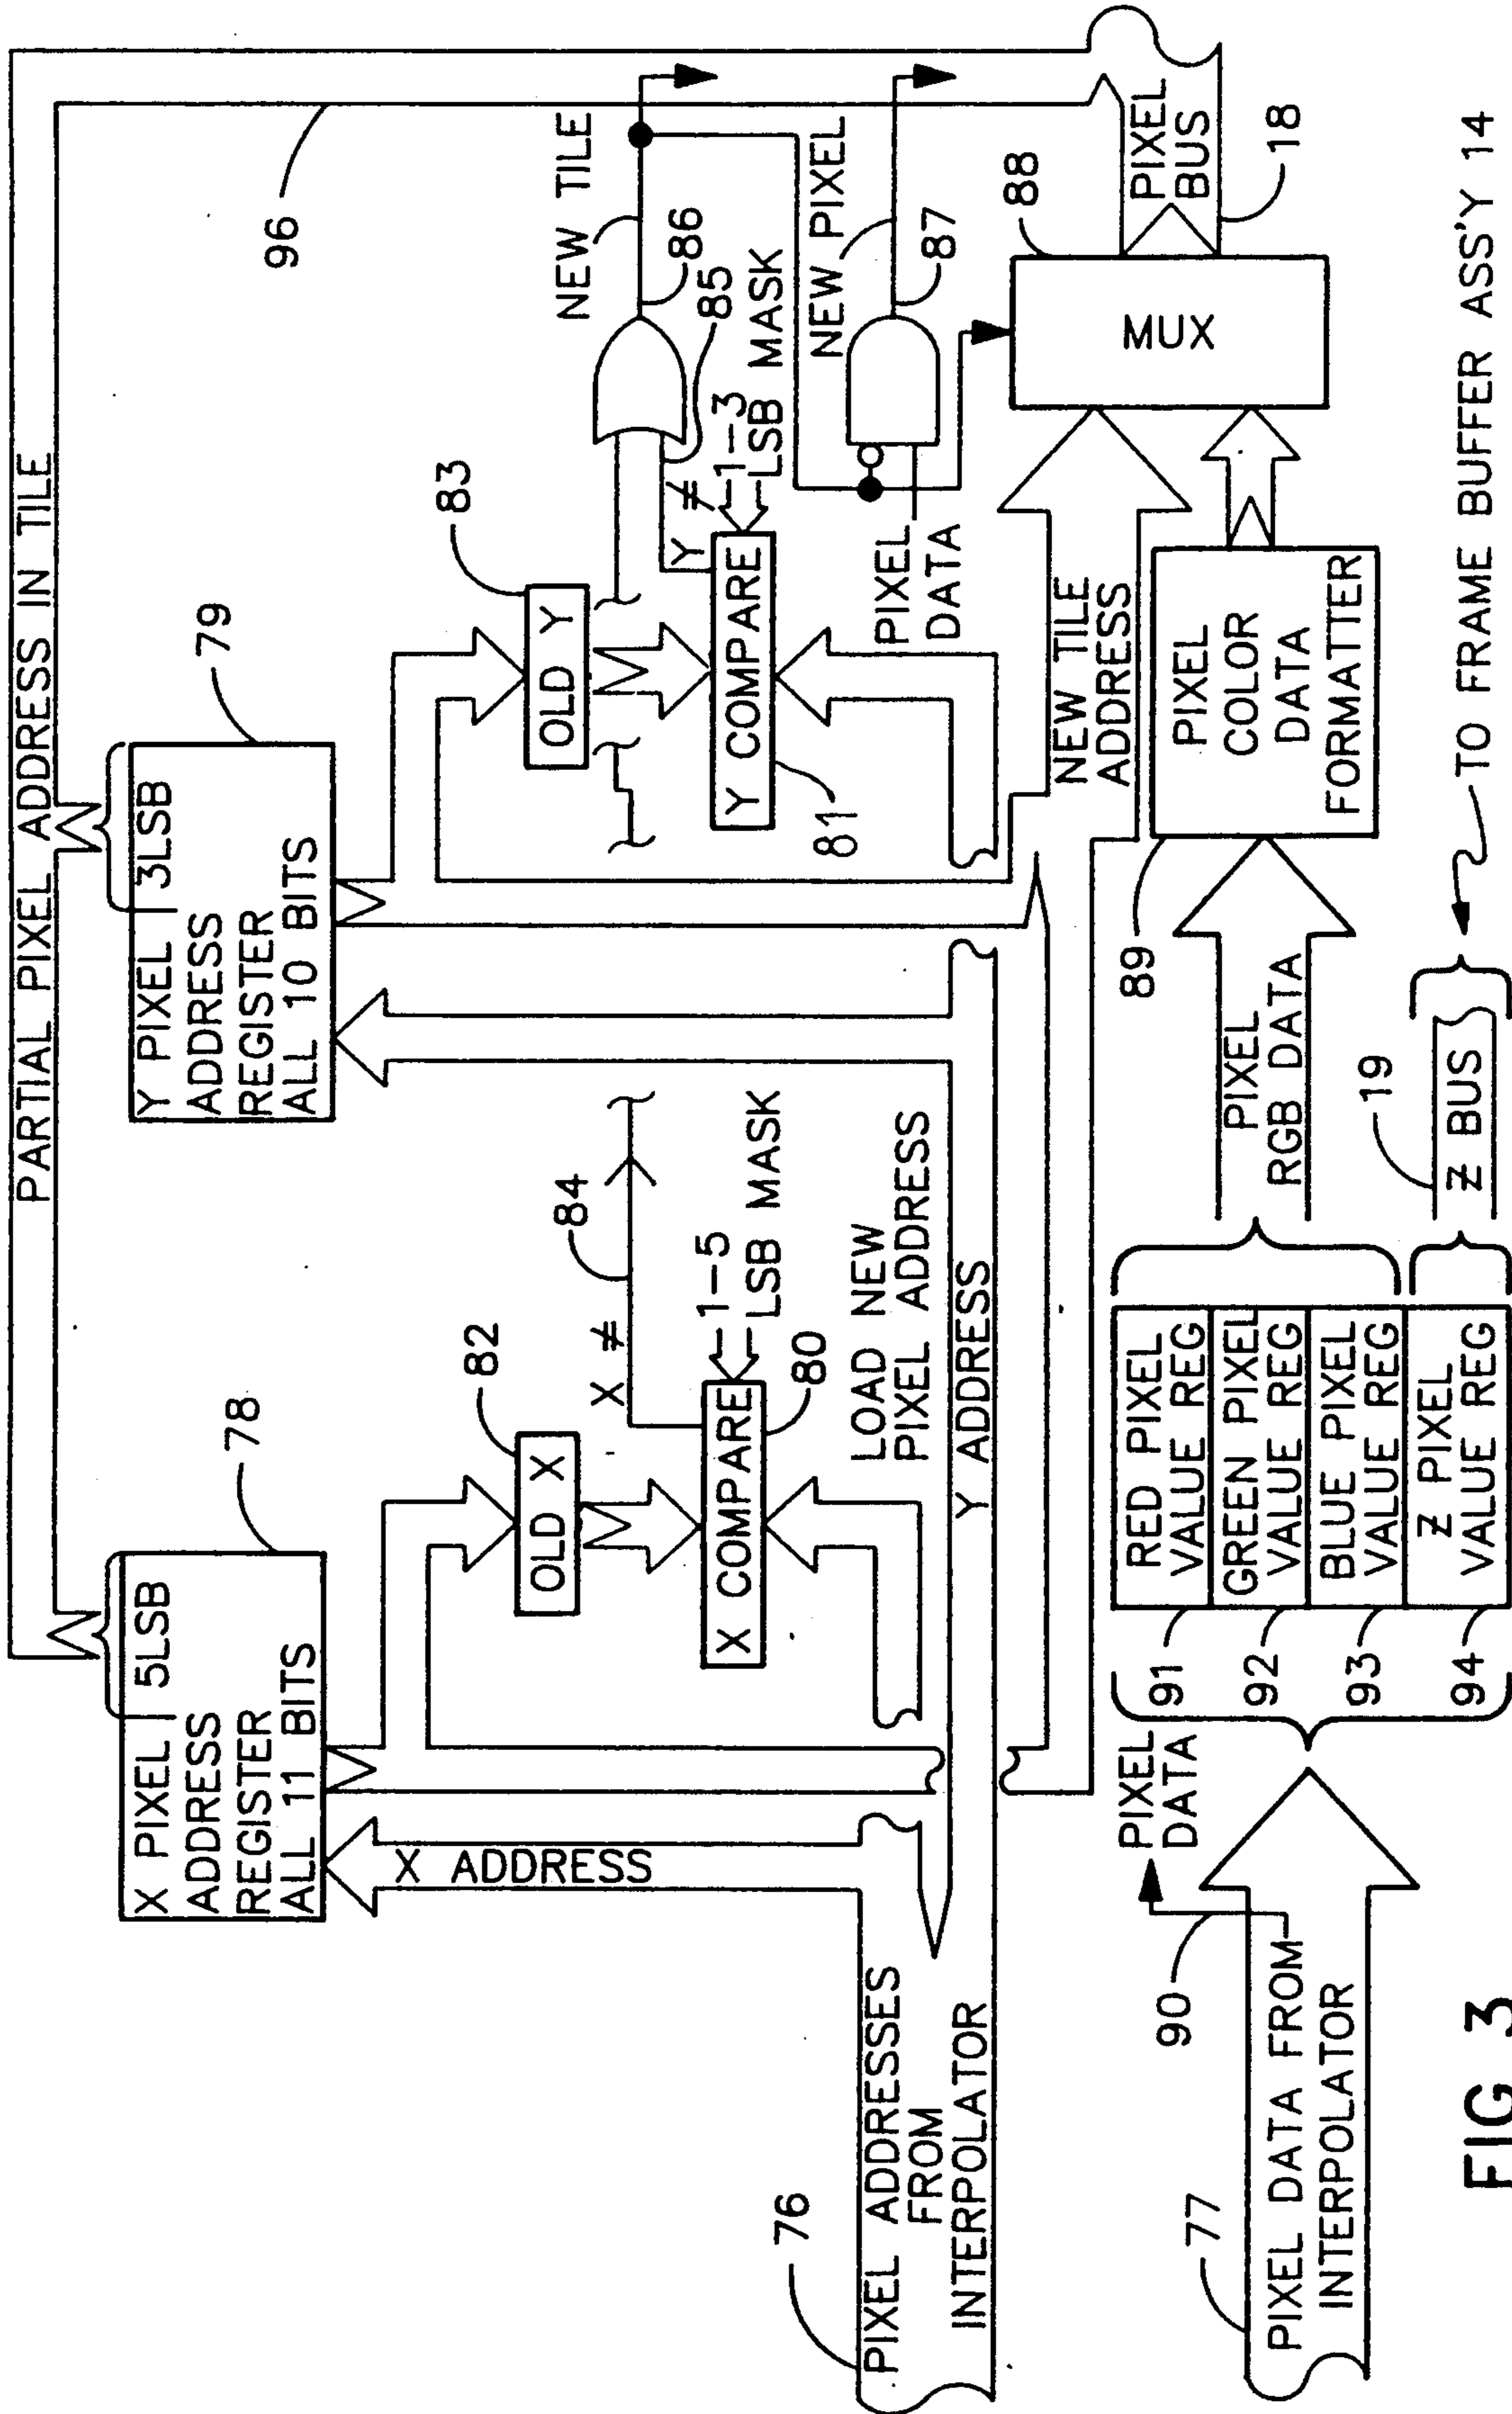 PARTIAL PIXEL ADDRESS IN TILE
96
X PIXEL 5LSB
ADDRESS
REGISTER
ALL 11 BITS
78
Y PIXEL 3LSB
ADDRESS
REGISTER
ALL 10 BITS
79
X ADDRESS
OLD X
82
X COMPARE
80
X ≠
84
1-5
LSB MASK
OLD Y
83
Y COMPARE
81
Y ≠
85
1-3
LSB MASK
NEW TILE
86
NEW PIXEL
87
PIXEL
DATA
LOAD NEW
PIXEL ADDRESS
Y ADDRESS
76
PIXEL ADDRESSES
FROM
INTERPOLATOR
NEW TILE
ADDRESS
MUX
88
PIXEL
BUS
18
77
PIXEL DATA FROM
INTERPOLATOR
90
PIXEL
DATA
91
RED PIXEL
VALUE REG
92
GREEN PIXEL
VALUE REG
93
BLUE PIXEL
VALUE REG
94
Z PIXEL
VALUE REG
PIXEL
RGB DATA
89
PIXEL
COLOR
DATA
FORMATTER
19
Z BUS
TO FRAME BUFFER ASS'Y 14
FIG 3